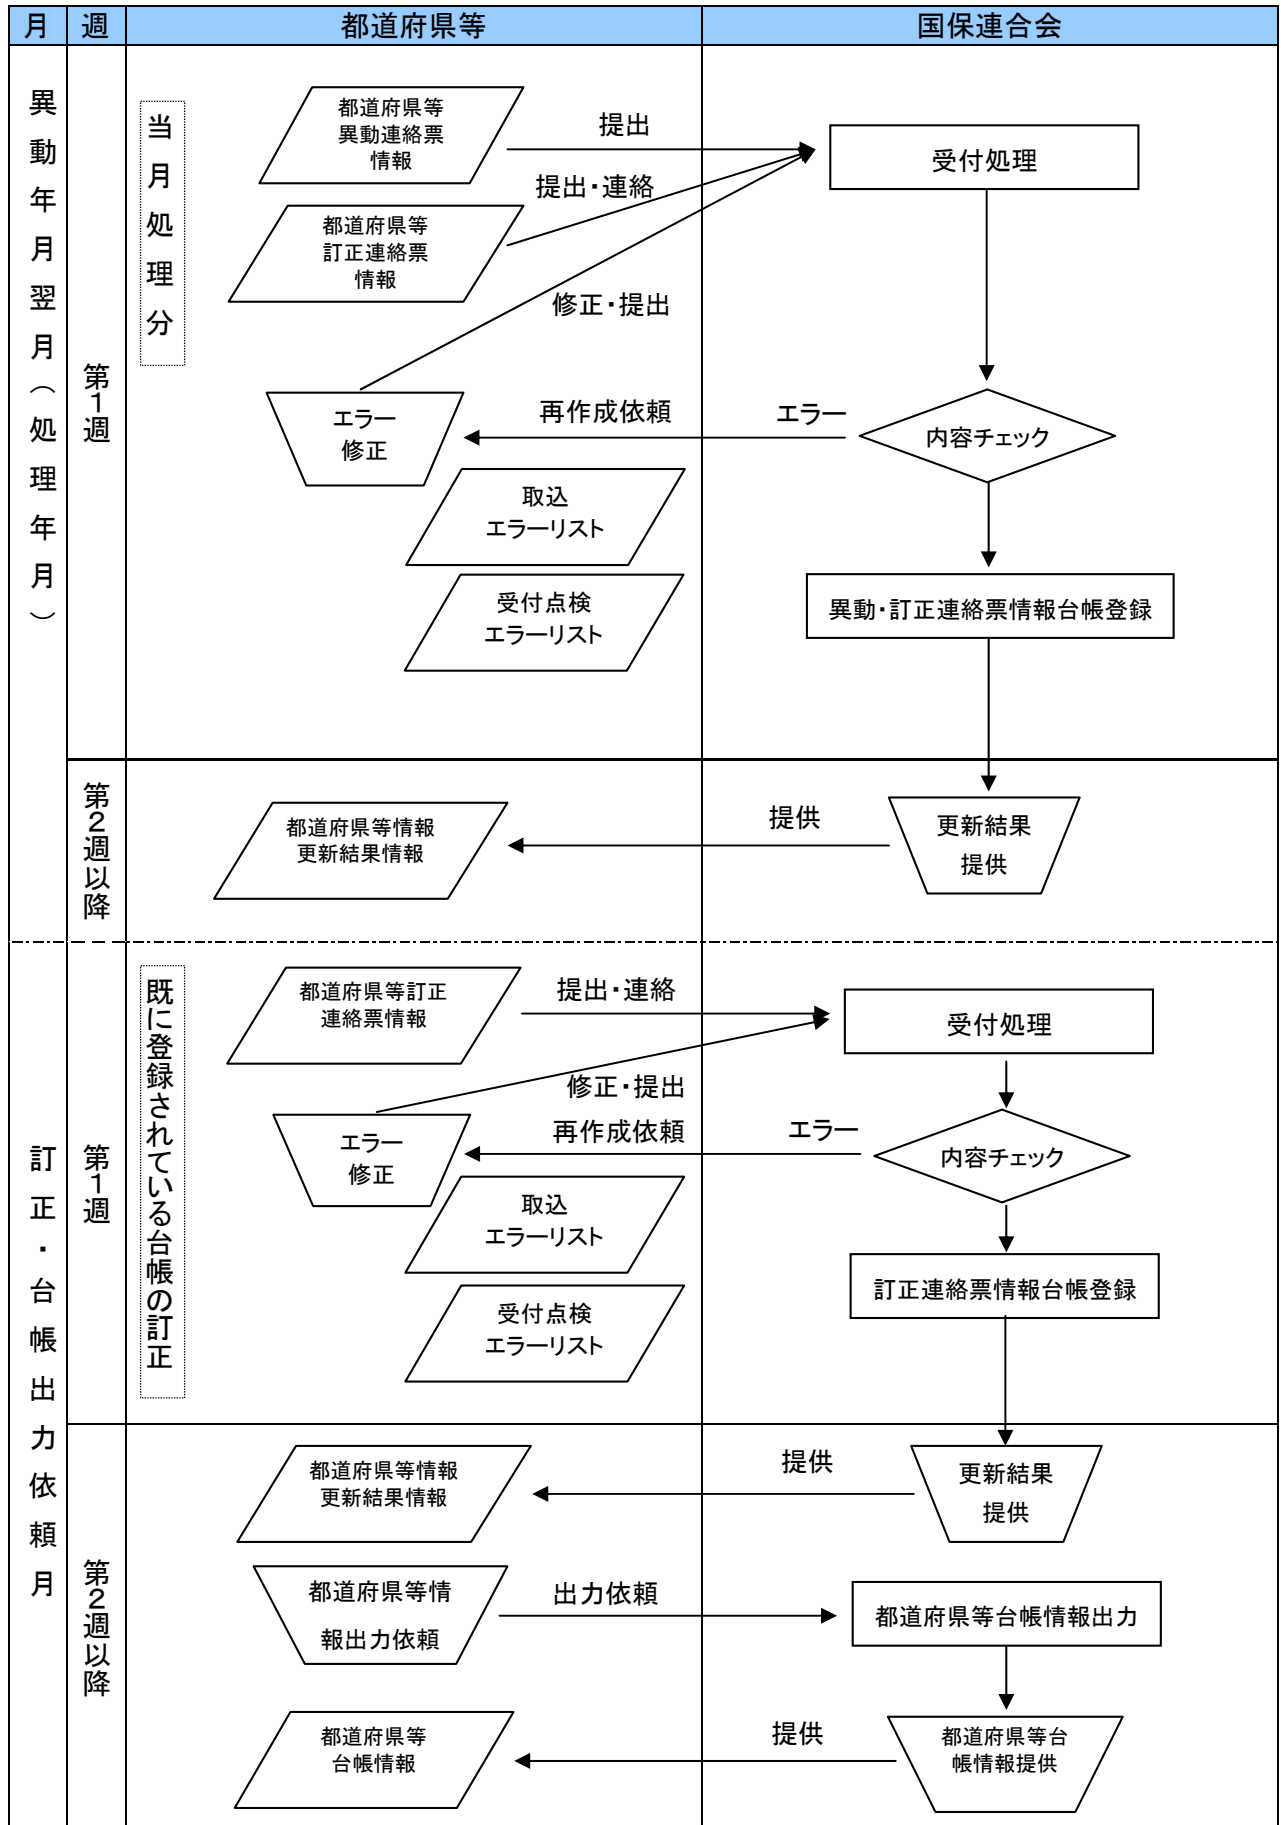 月
週
都道府県等
国保連合会
異動年月翌月（処理年月）
第1週
当月処理分
都道府県等
異動連絡票
情報
提出
受付処理
提出・連絡
都道府県等
訂正連絡票
情報
修正・提出
エラー
修正
再作成依頼
エラー
内容チェック
取込
エラーリスト
受付点検
エラーリスト
異動・訂正連絡票情報台帳登録
第2週以降
都道府県等情報
更新結果情報
提供
更新結果
提供
訂正・台帳出力依頼月
第1週
既に登録されている台帳の訂正
都道府県等訂正
連絡票情報
提出・連絡
受付処理
修正・提出
エラー
修正
再作成依頼
エラー
内容チェック
取込
エラーリスト
受付点検
エラーリスト
訂正連絡票情報台帳登録
第2週以降
都道府県等情報
更新結果情報
提供
更新結果
提供
都道府県等情
報出力依頼
出力依頼
都道府県等台帳情報出力
都道府県等
台帳情報
提供
都道府県等台
帳情報提供